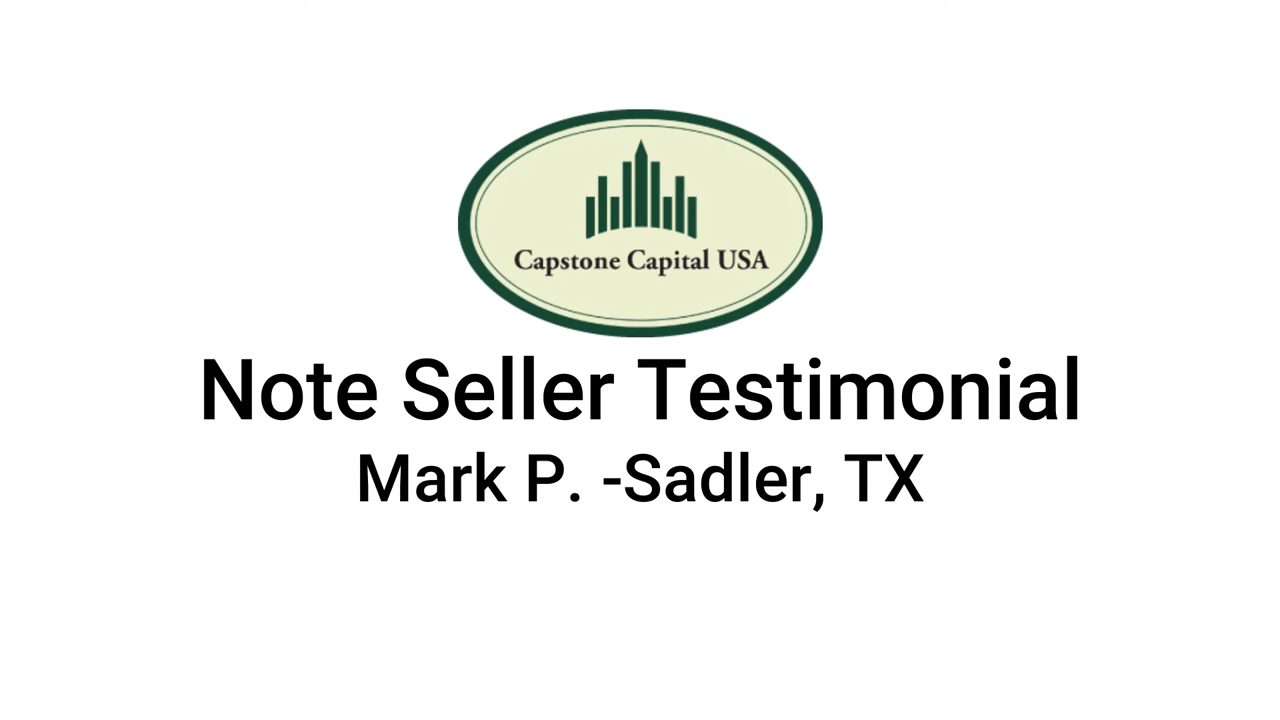 Capstone Capital USA
Note Seller Testimonial
Mark P. -Sadler, TX